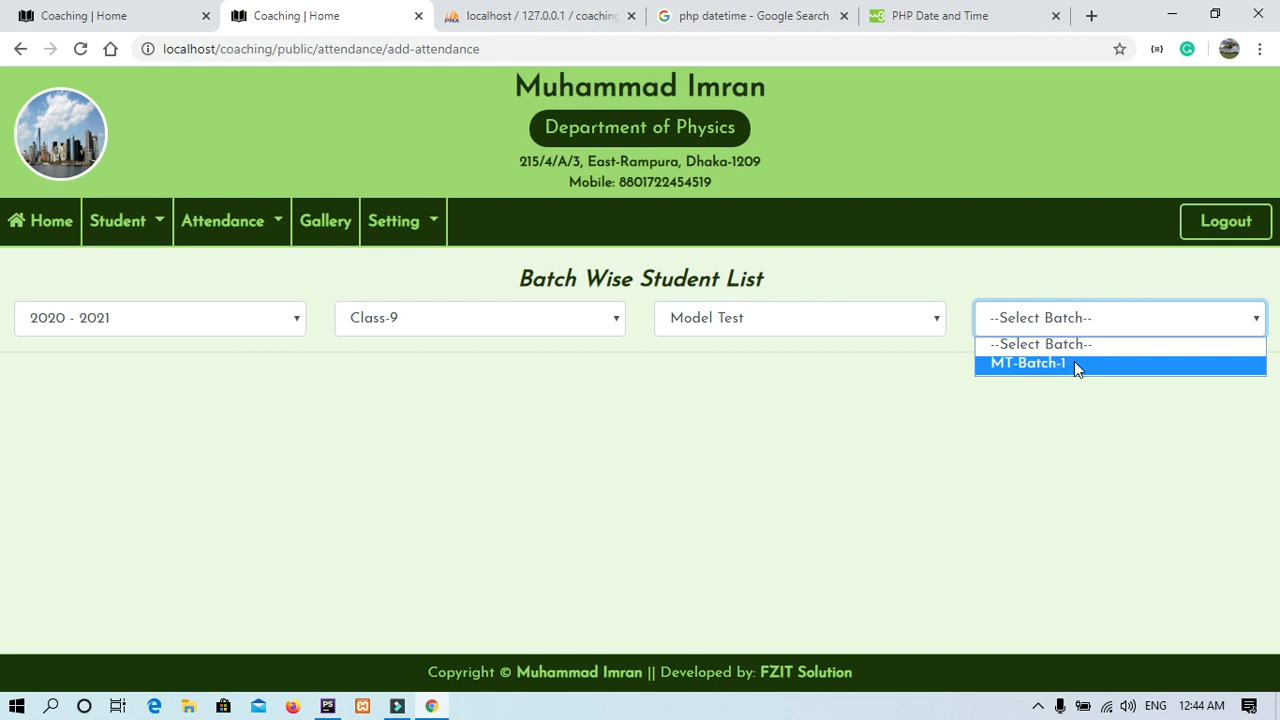 Coaching | Home
Coaching | Home
localhost / 127.0.0.1 / coaching
php datetime - Google Search
PHP Date and Time
localhost/coaching/public/attendance/add-attendance
Muhammad Imran
Department of Physics
215/4/A/3, East-Rampura, Dhaka-1209
Mobile: 8801722454519
Home
Student
Attendance
Gallery
Setting
Logout
Batch Wise Student List
2020 - 2021
Class-9
Model Test
--Select Batch--
--Select Batch--
MT-Batch-1
Copyright © Muhammad Imran || Developed by: FZIT Solution
ENG
12:44 AM